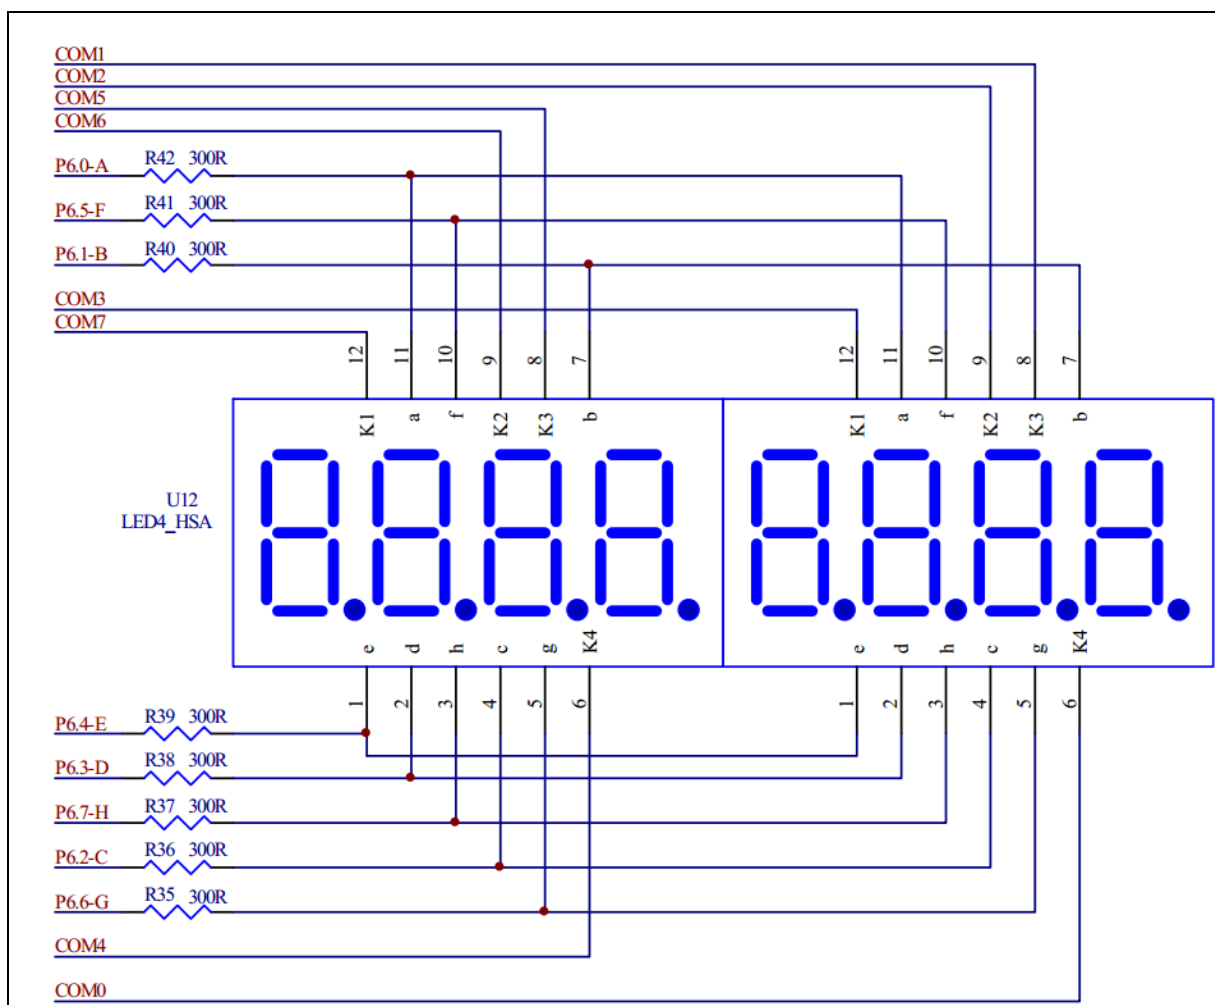 COM1
COM2
COM5
COM6
P6.0-A R42 300R
P6.5-F R41 300R
P6.1-B R40 300R
COM3
COM7
12 11 10 9 8 7 12 11 10 9 8 7
K1 a f K2 K3 b K1 a f K2 K3 b
U12
LED4_HSA
e d h c g K4 e d h c g K4
1 2 3 4 5 6 1 2 3 4 5 6
P6.4-E R39 300R
P6.3-D R38 300R
P6.7-H R37 300R
P6.2-C R36 300R
P6.6-G R35 300R
COM4
COM0